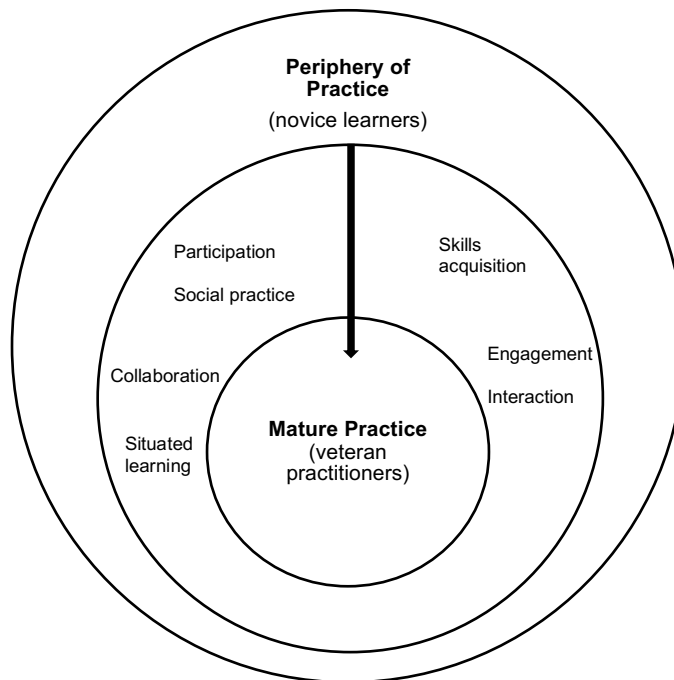 Periphery of
Practice
(novice learners)
Participation
Social practice
Collaboration
Situated
learning
Skills
acquisition
Engagement
Interaction
Mature Practice
(veteran
practitioners)